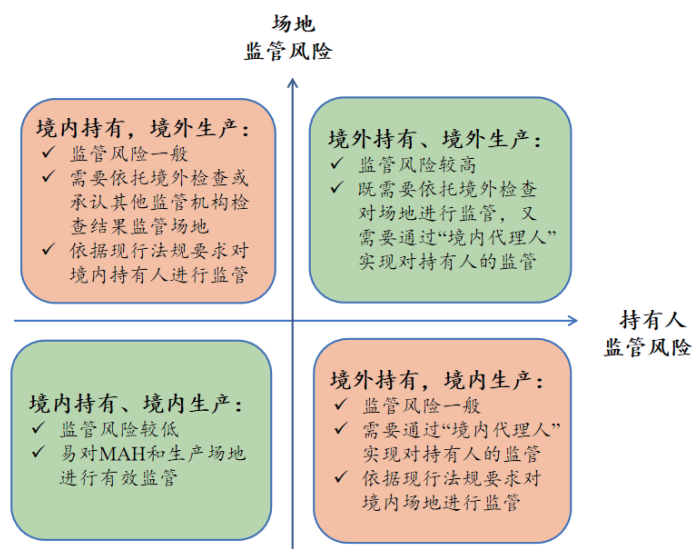 场地
监管风险
境内持有，境外生产：
✓ 监管风险一般
✓ 需要依托境外检查或
承认其他监管机构检
查结果监管场地
✓ 依据现行法规要求对
境内持有人进行监管
境外持有、境外生产：
✓ 监管风险较高
✓ 既需要依托境外检查
对场地进行监管，又
需要通过“境内代理人”
实现对持有人的监管
持有人
监管风险
境内持有、境内生产：
✓ 监管风险较低
✓ 易对MAH和生产场地
进行有效监管
境外持有，境内生产：
✓ 监管风险一般
✓ 需要通过“境内代理人”
实现对持有人的监管
✓ 依据现行法规要求对
境内场地进行监管